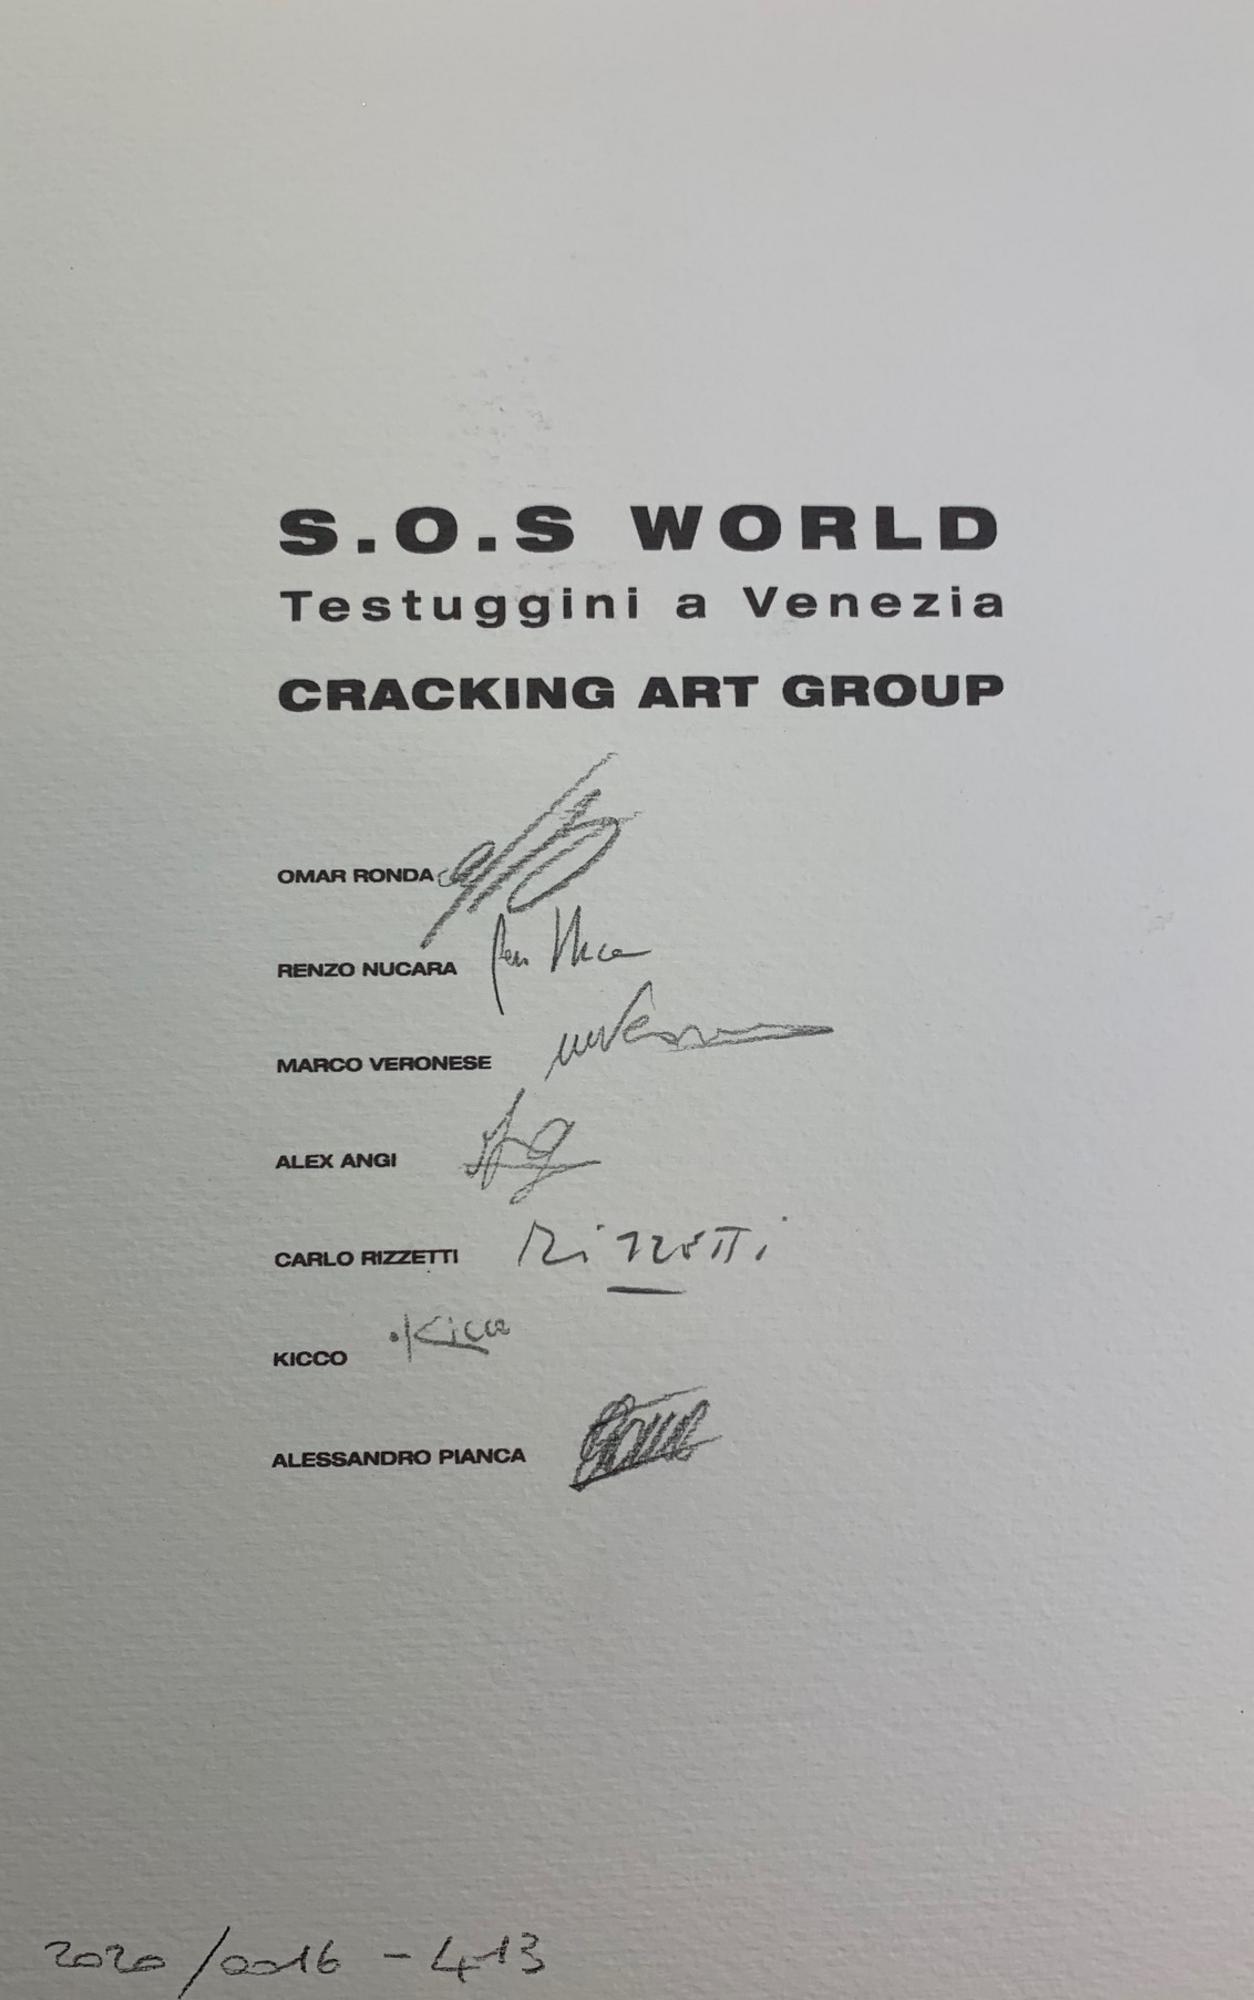 S.O.S WORLD
Testuggini a Venezia
CRACKING ART GROUP
OMAR RONDA
RENZO NUCARA
MARCO VERONESE
ALEX ANGI
CARLO RIZZETTI Rizzetti
KICCO Kicco
ALESSANDRO PIANCA
2020/0016 - 413